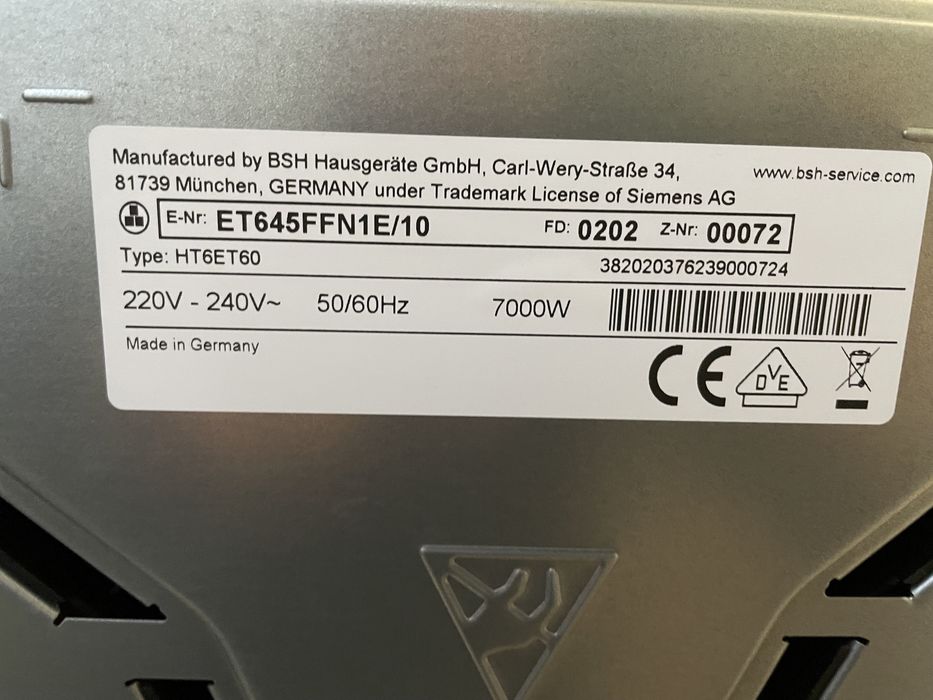 Manufactured by BSH Hausgeräte GmbH, Carl-Wery-Straße 34,
81739 München, GERMANY under Trademark License of Siemens AG
www.bsh-service.com
E-Nr: ET645FFN1E/10 FD: 0202 Z-Nr: 00072
Type: HT6ET60 382020376239000724
220V - 240V~ 50/60Hz 7000W
Made in Germany
CE
DVE